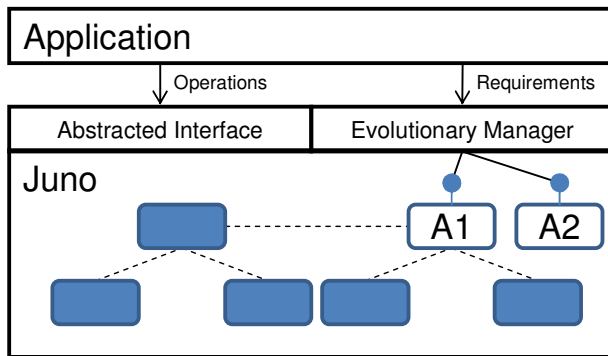 Application
Operations
Requirements
Abstracted Interface
Evolutionary Manager
Juno
A1
A2